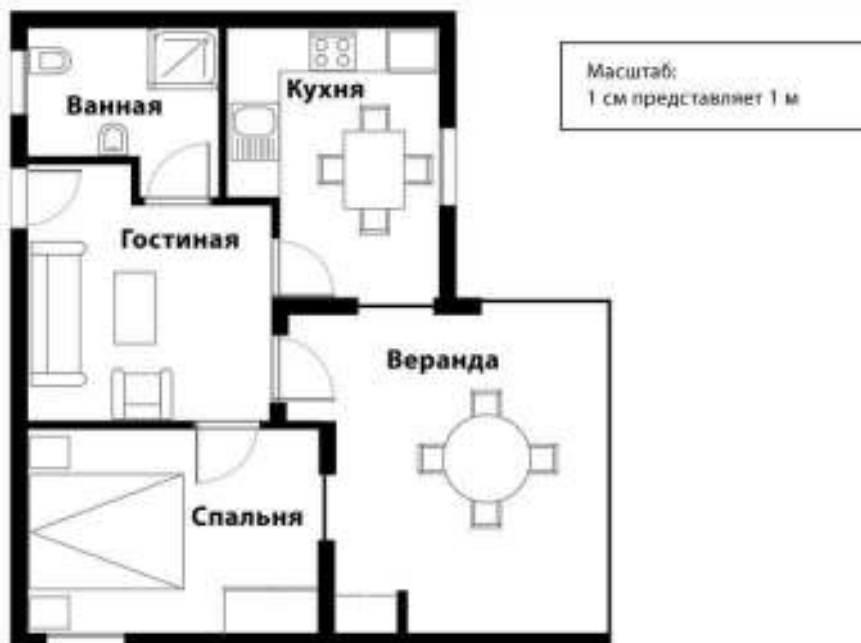 Ванная
Кухня
Масштаб:
1 см представляет 1 м
Гостиная
Веранда
Спальня